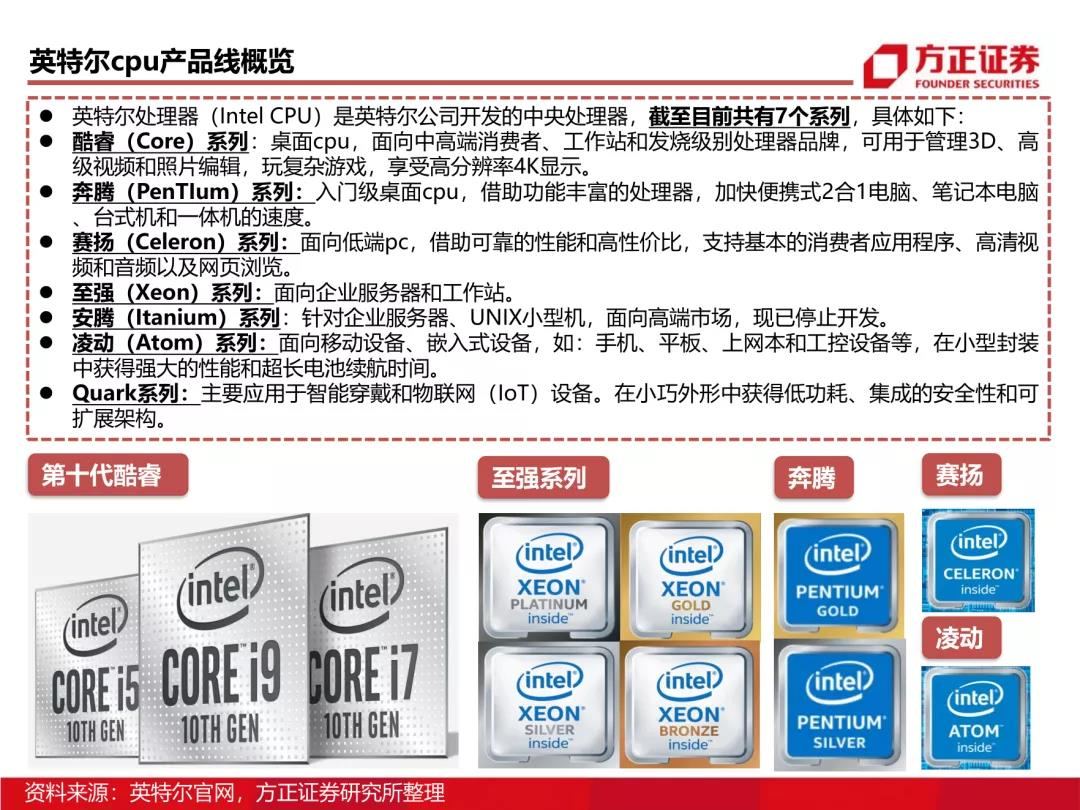 英特尔cpu产品线概览
方正证券
FOUNDER SECURITIES
● 英特尔处理器（Intel CPU）是英特尔公司开发的中央处理器，截至目前共有7个系列，具体如下：
● 酷睿（Core）系列：桌面cpu，面向中高端消费者、工作站和发烧级别处理器品牌，可用于管理3D、高
级视频和照片编辑，玩复杂游戏，享受高分辨率4K显示。
● 奔腾（PenTIum）系列：入门级桌面cpu，借助功能丰富的处理器，加快便携式2合1电脑、笔记本电脑
、台式机和一体机的速度。
● 赛扬（Celeron）系列：面向低端pc，借助可靠的性能和高性价比，支持基本的消费者应用程序、高清视
频和音频以及网页浏览。
● 至强（Xeon）系列：面向企业服务器和工作站。
● 安腾（Itanium）系列：针对企业服务器、UNIX小型机，面向高端市场，现已停止开发。
● 凌动（Atom）系列：面向移动设备、嵌入式设备，如：手机、平板、上网本和工控设备等，在小型封装
中获得强大的性能和超长电池续航时间。
● Quark系列：主要应用于智能穿戴和物联网（IoT）设备。在小巧外形中获得低功耗、集成的安全性和可
扩展架构。
第十代酷睿
intel
CORE™ i5
10TH GEN
intel®
CORE™ i9
10TH GEN
intel®
CORE™ i7
10TH GEN
至强系列
intel®
XEON®
PLATINUM
inside™
intel®
XEON®
GOLD
inside™
intel®
XEON®
SILVER
inside™
intel®
XEON®
BRONZE
inside™
奔腾
intel®
PENTIUM®
GOLD
intel®
PENTIUM®
SILVER
赛扬
intel®
CELERON®
inside™
凌动
intel®
ATOM™
inside™
资料来源：英特尔官网，方正证券研究所整理